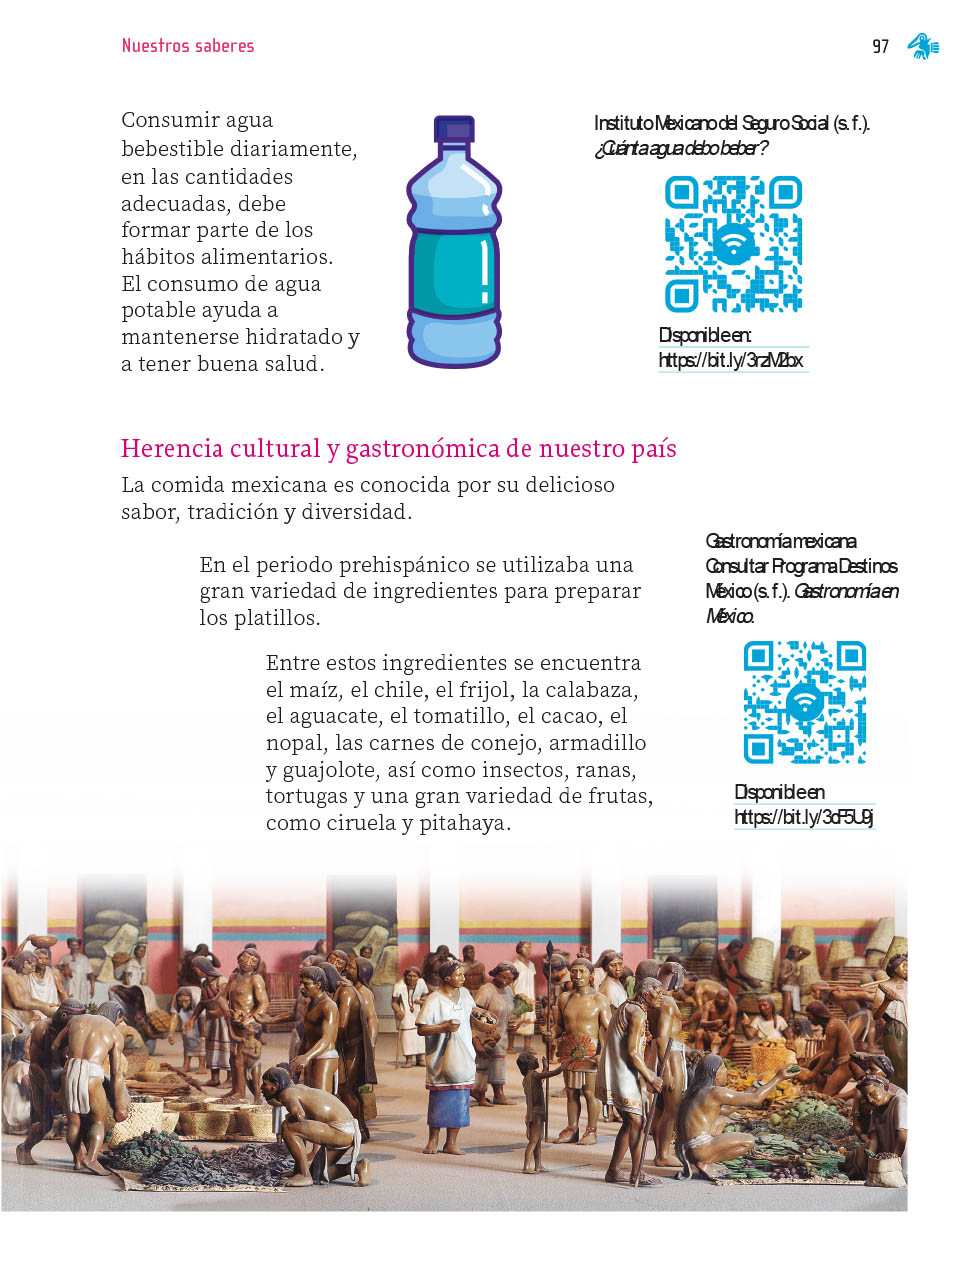 Nuestros saberes
97
Consumir agua
bebestible diariamente,
en las cantidades
adecuadas, debe
formar parte de los
hábitos alimentarios.
El consumo de agua
potable ayuda a
mantenerse hidratado y
a tener buena salud.
Instituto Mexicano del Seguro Social (s. f.).
¿Cuánta agua debo beber?
Disponible en:
https://bit.ly/3rzM2bx
Herencia cultural y gastronómica de nuestro país
La comida mexicana es conocida por su delicioso
sabor, tradición y diversidad.
En el periodo prehispánico se utilizaba una
gran variedad de ingredientes para preparar
los platillos.
Entre estos ingredientes se encuentra
el maíz, el chile, el frijol, la calabaza,
el aguacate, el tomatillo, el cacao, el
nopal, las carnes de conejo, armadillo
y guajolote, así como insectos, ranas,
tortugas y una gran variedad de frutas,
como ciruela y pitahaya.
Gastronomía mexicana
Consultar Programa Destinos
México (s. f.). Gastronomía en
México.
Disponible en
https://bit.ly/3dF5U9j